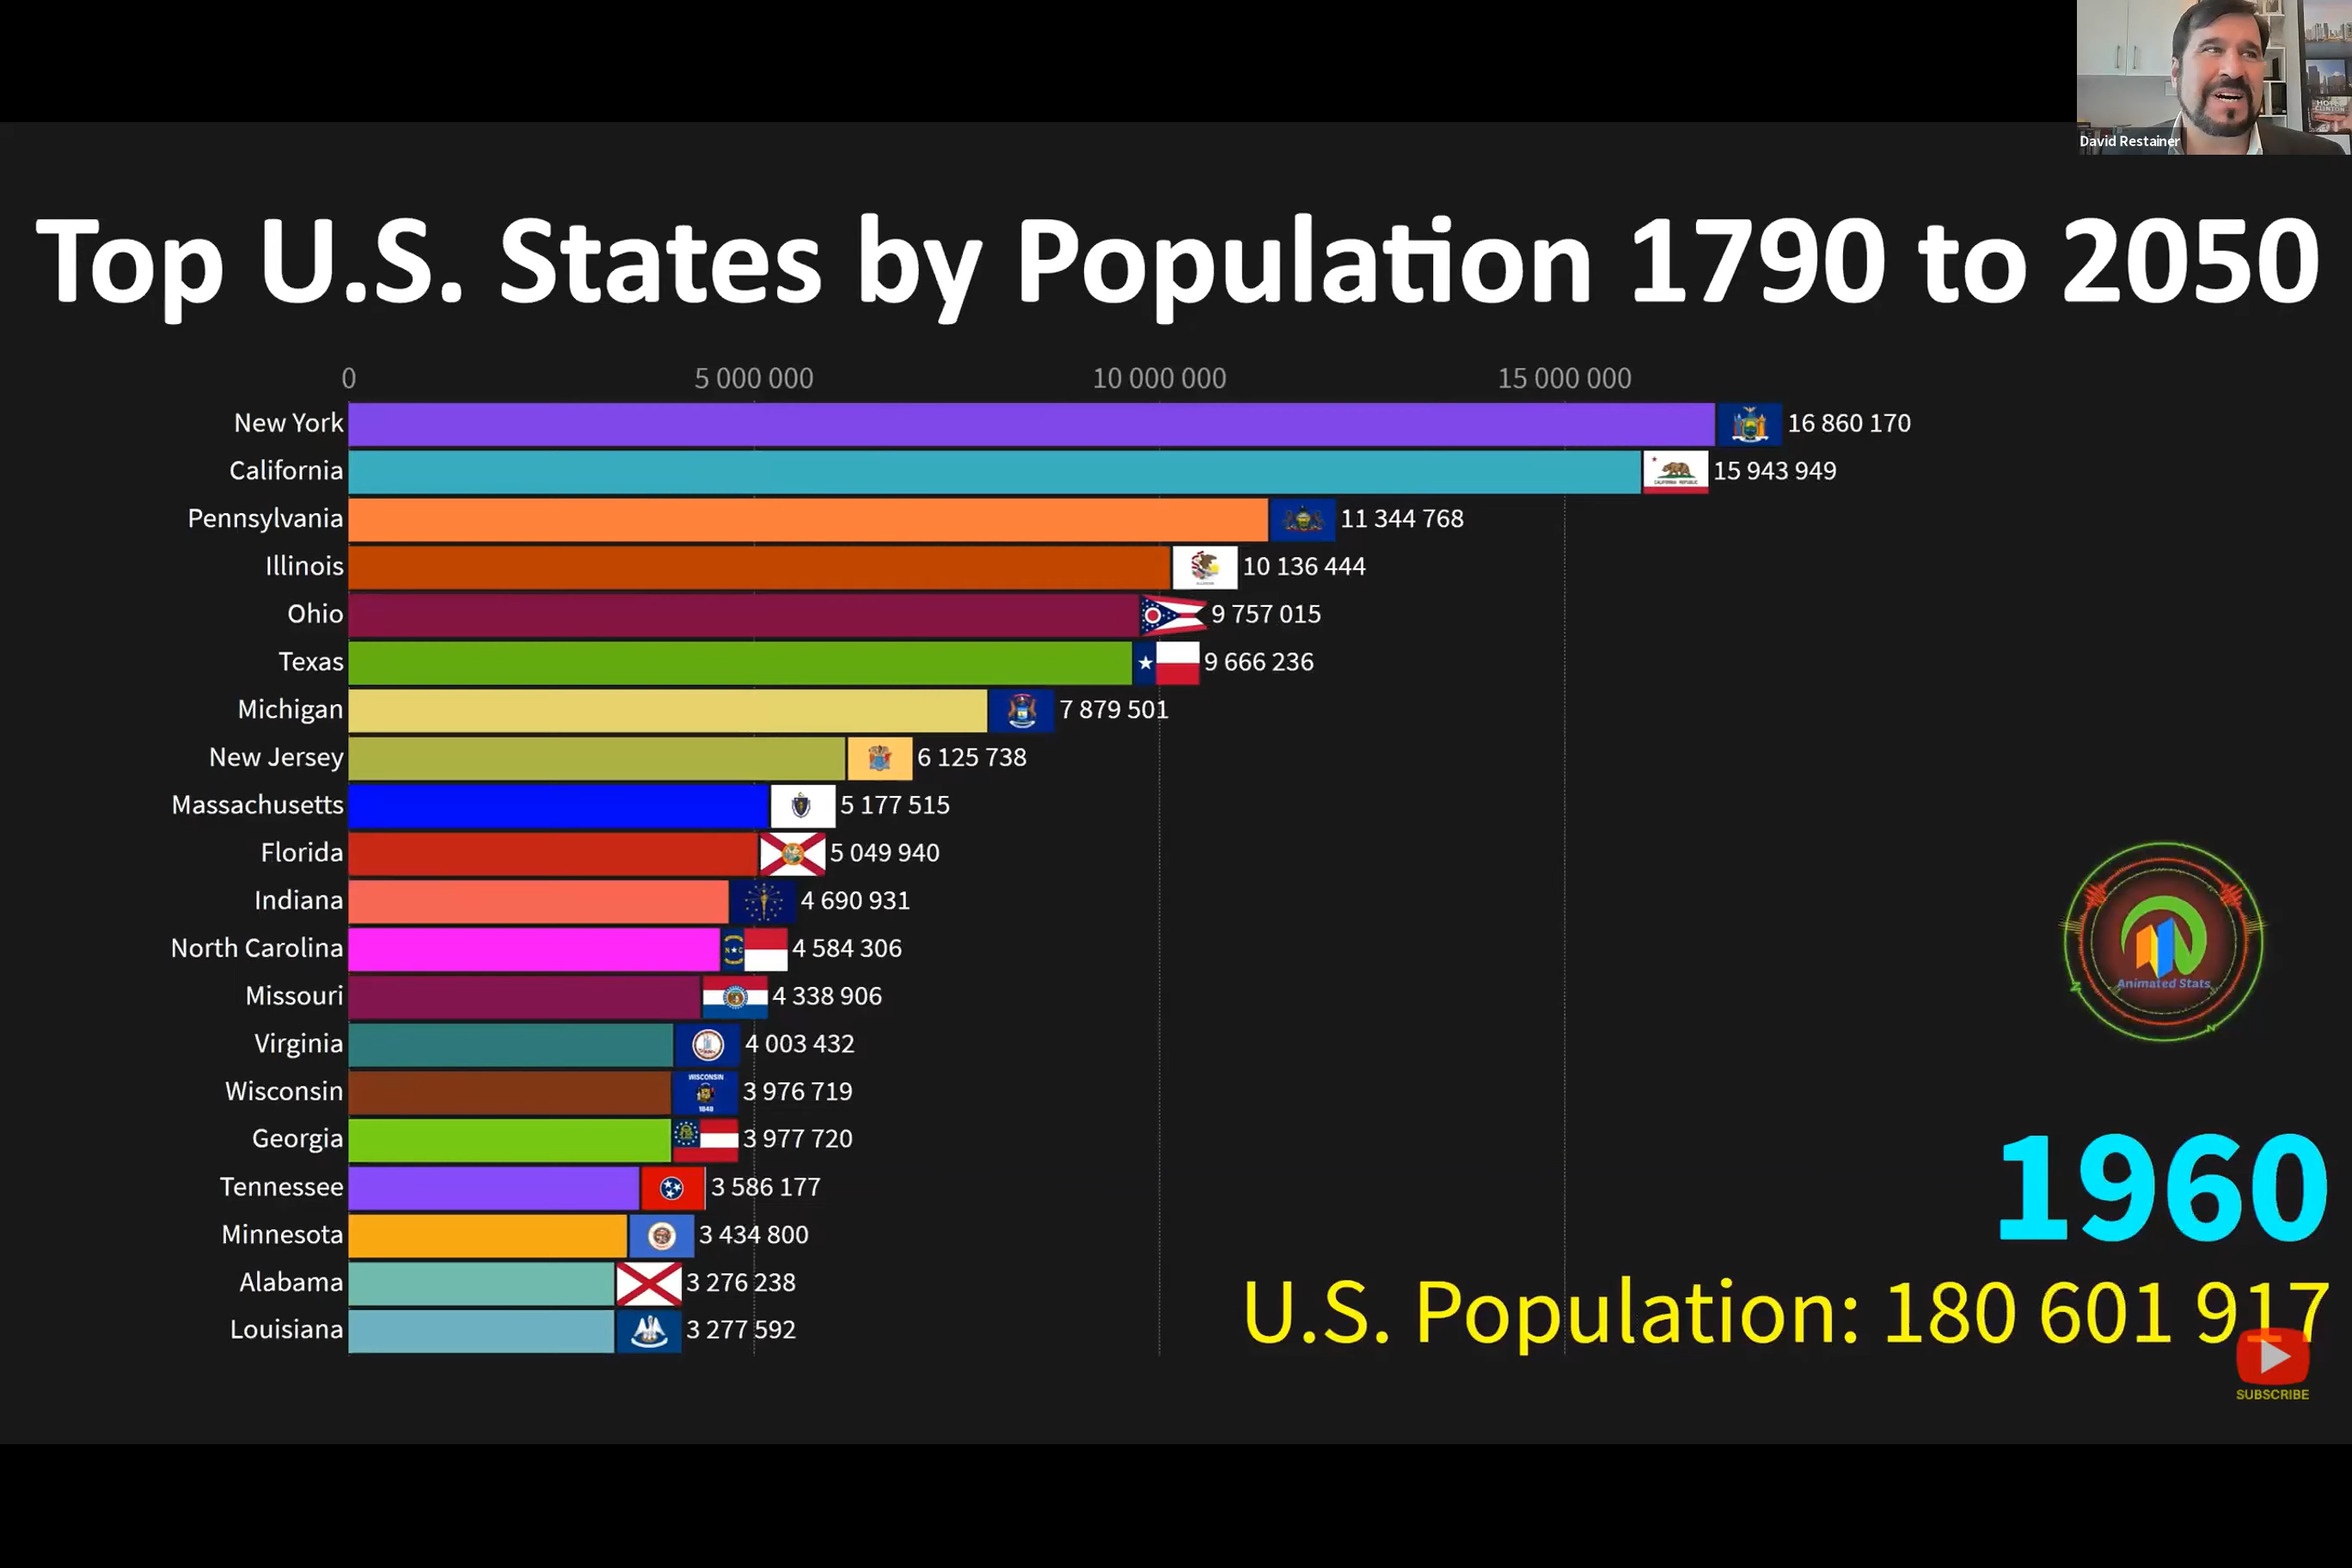 David Restainer
Top U.S. States by Population 1790 to 2050
0 5 000 000 10 000 000 15 000 000
New York 16 860 170
California CALIFORNIA REPUBLIC 15 943 949
Pennsylvania 11 344 768
Illinois 10 136 444
Ohio 9 757 015
Texas 9 666 236
Michigan 7 879 501
New Jersey 6 125 738
Massachusetts 5 177 515
Florida 5 049 940
Indiana 4 690 931
North Carolina N C 4 584 306
Missouri 4 338 906
Virginia 4 003 432
Wisconsin WISCONSIN 1848 3 976 719
Georgia 3 977 720
Tennessee 3 586 177
Minnesota 3 434 800
Alabama 3 276 238
Louisiana 3 277 592
Animated Stats
1960
U.S. Population: 180 601 917
SUBSCRIBE